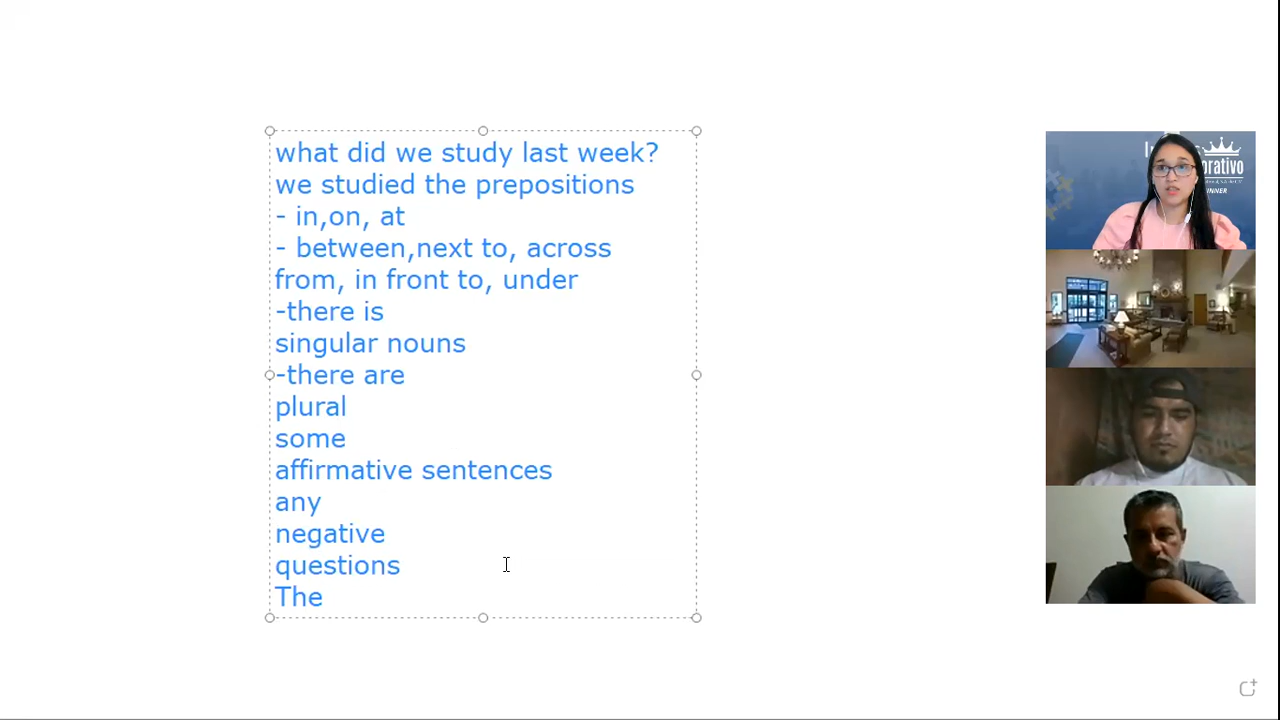 what did we study last week?
we studied the prepositions
- in,on, at
- between,next to, across
from, in front to, under
-there is
singular nouns
-there are
plural
some
affirmative sentences
any
negative
questions
The